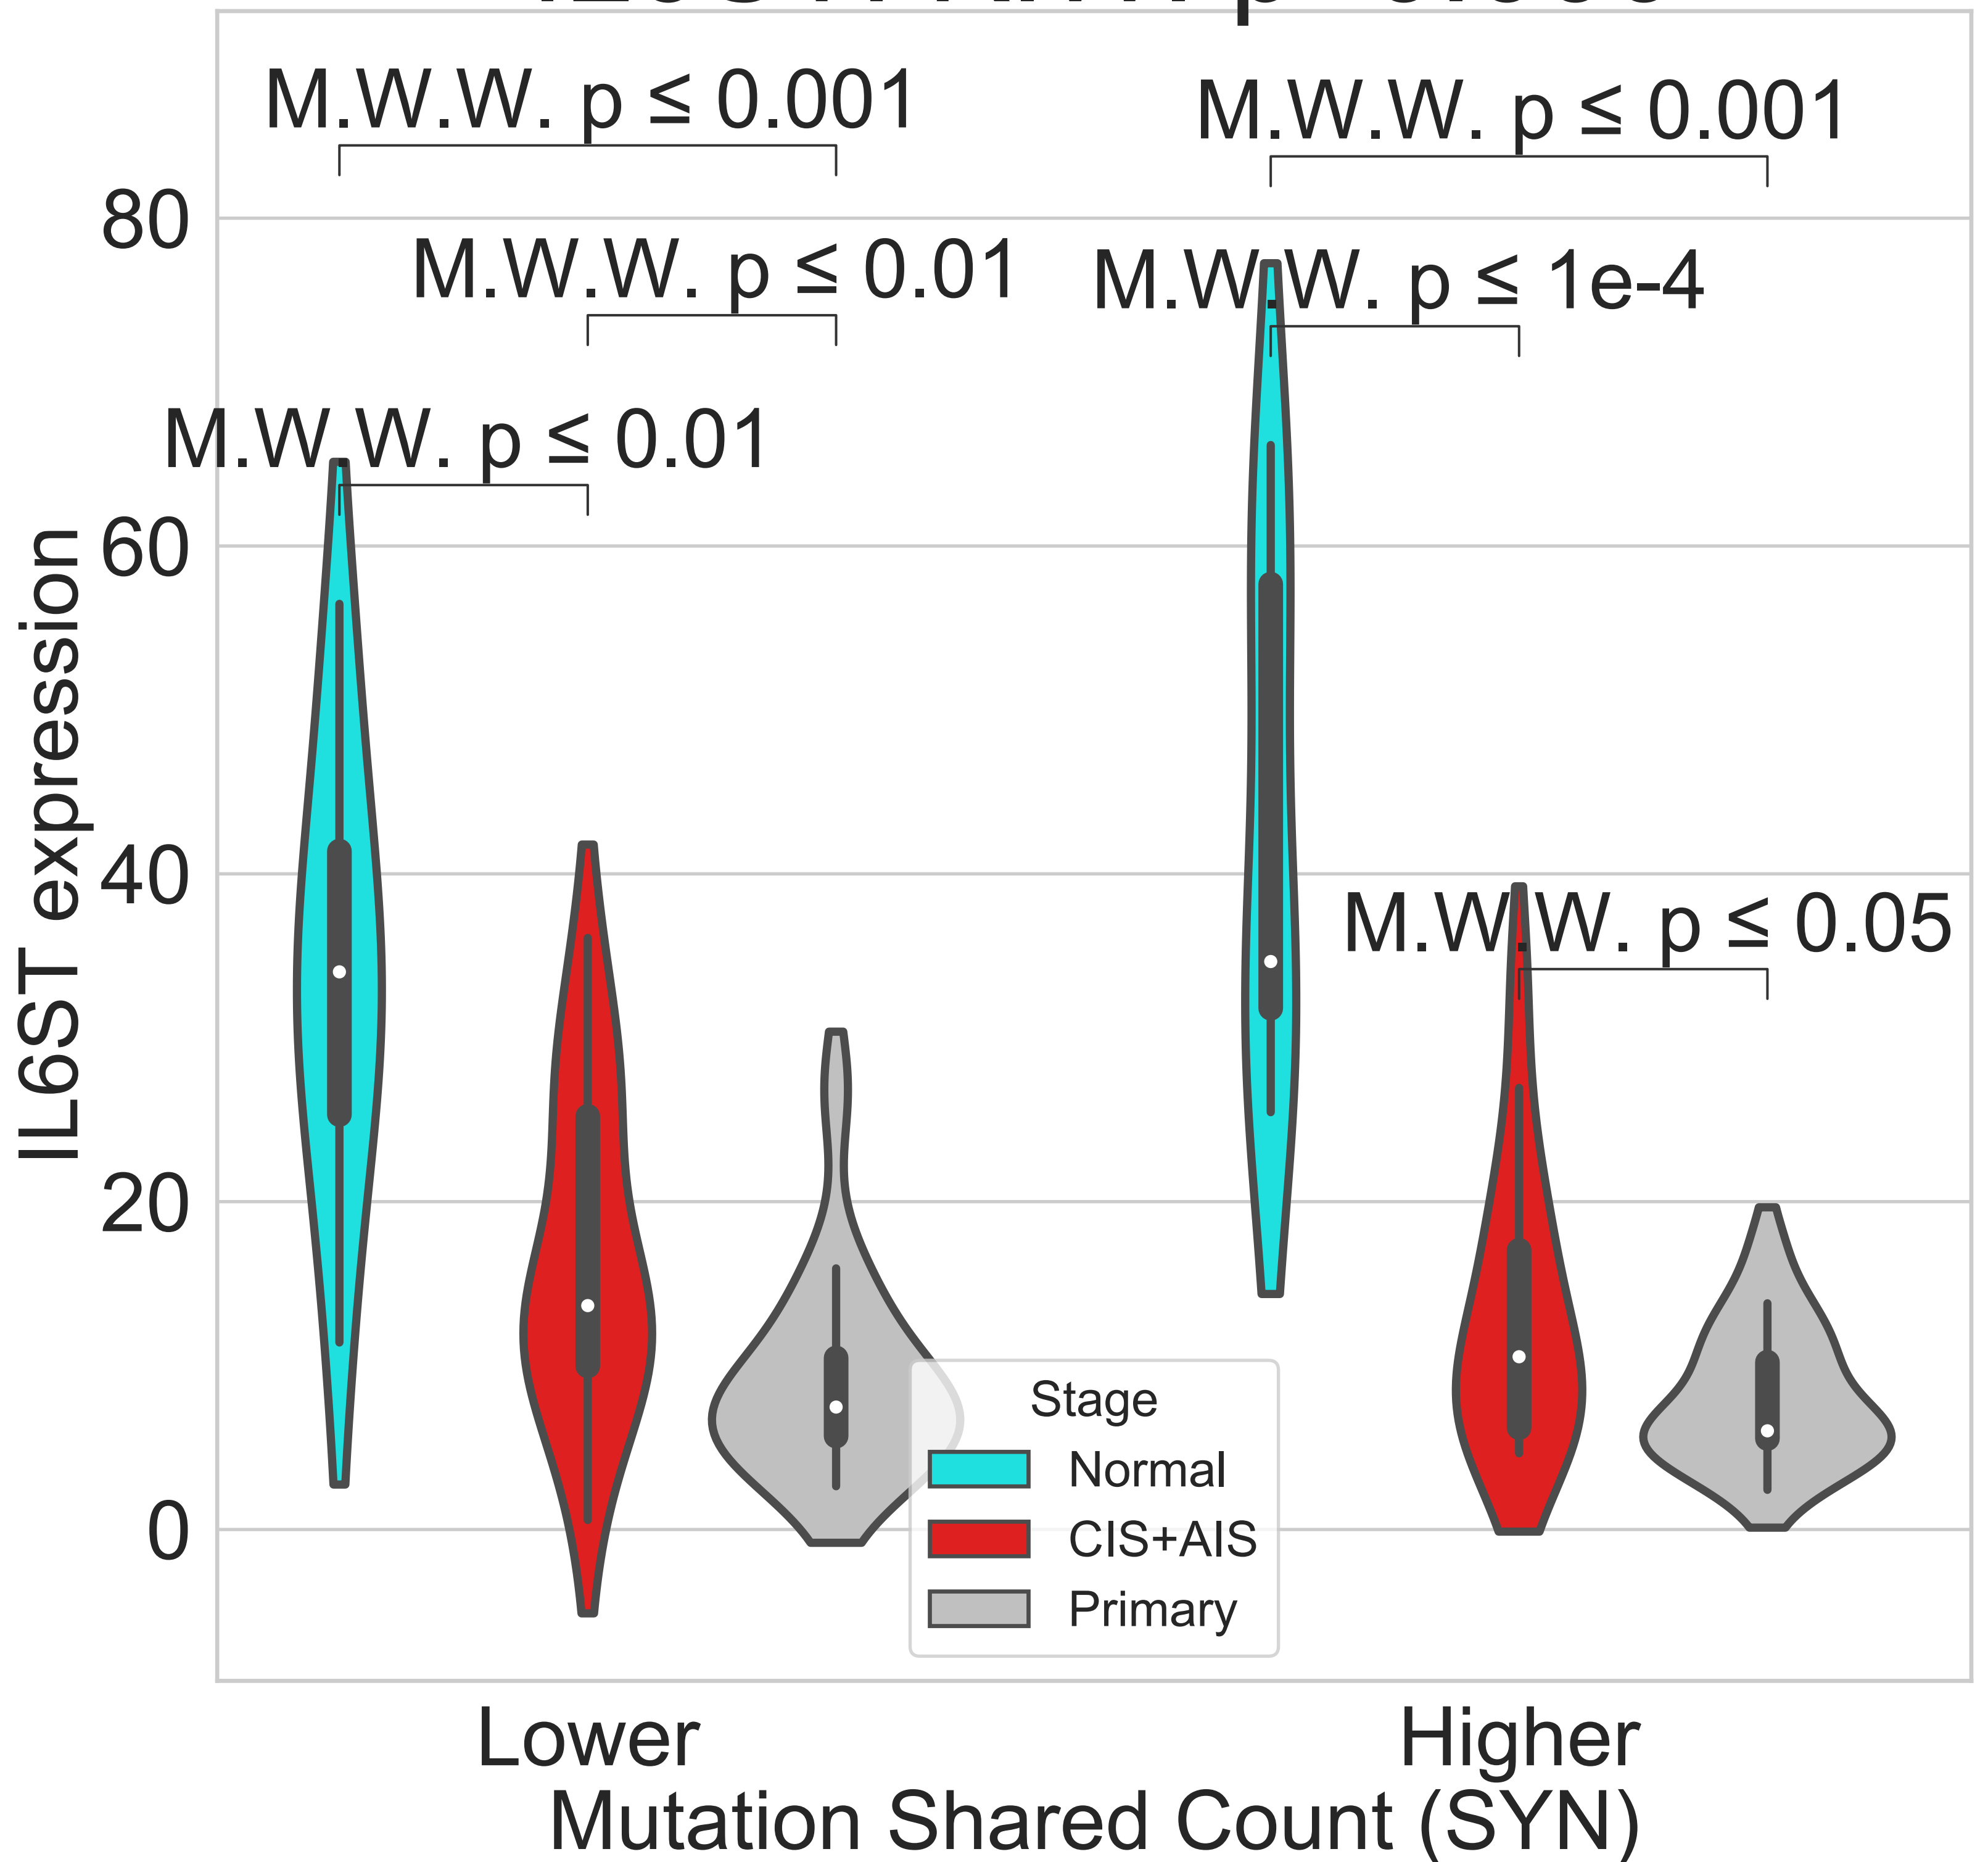 M.W.W. p ≤ 0.001
M.W.W. p ≤ 0.001
80
M.W.W. p ≤ 0.01
M.W.W. p ≤ 1e-4
M.W.W. p ≤ 0.01
60
IL6ST expression
40
M.W.W. p ≤ 0.05
20
0
Stage
Normal
CIS+AIS
Primary
Lower
Higher
Mutation Shared Count (SYN)